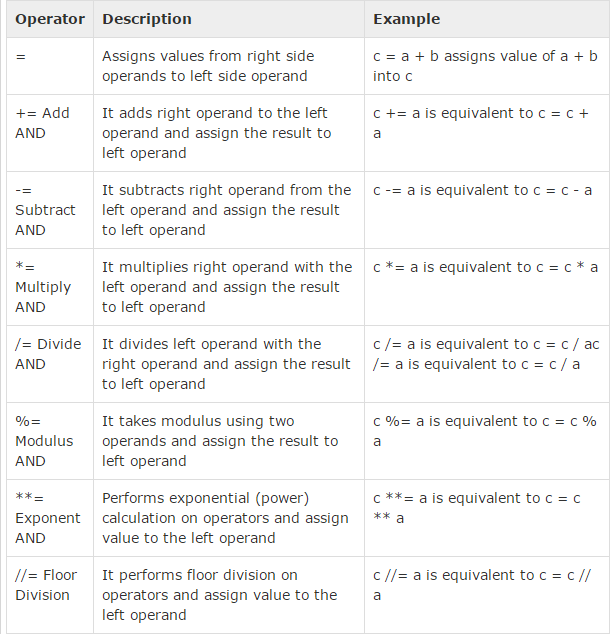 Operator Description Example
= Assigns values from right side c = a + b assigns value of a + b
operands to left side operand into c
+= Add It adds right operand to the left c += a is equivalent to c = c +
AND operand and assign the result to a
left operand
-= It subtracts right operand from the c -= a is equivalent to c = c - a
Subtract left operand and assign the result
AND to left operand
*= It multiplies right operand with the c *= a is equivalent to c = c * a
Multiply left operand and assign the result
AND to left operand
/= Divide It divides left operand with the c /= a is equivalent to c = c / ac
AND right operand and assign the result /= a is equivalent to c = c / a
to left operand
%= It takes modulus using two c %= a is equivalent to c = c %
Modulus operands and assign the result to a
AND left operand
**= Performs exponential (power) c **= a is equivalent to c = c
Exponent calculation on operators and assign ** a
AND value to the left operand
//= Floor It performs floor division on c //= a is equivalent to c = c //
Division operators and assign value to the a
left operand